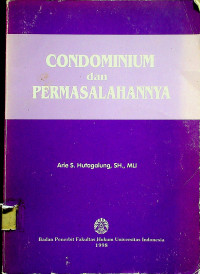 CONDOMINIUM
dan
PERMASALAHANNYA
Arie S. Hutagalung, SH., MLI
Badan Penerbit Fakultas Hukum Universitas Indonesia
1998